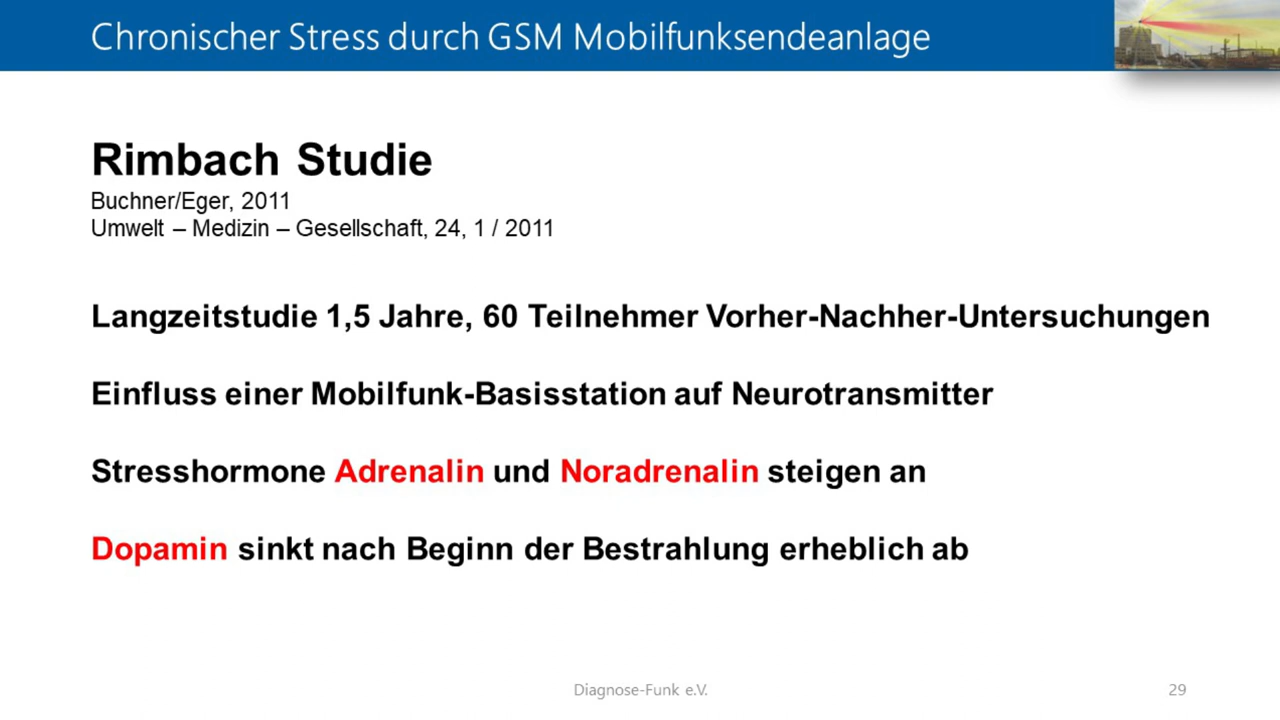 Chronischer Stress durch GSM Mobilfunksendeanlage
Rimbach Studie
Buchner/Eger, 2011
Umwelt – Medizin – Gesellschaft, 24, 1 / 2011
Langzeitstudie 1,5 Jahre, 60 Teilnehmer Vorher-Nachher-Untersuchungen
Einfluss einer Mobilfunk-Basisstation auf Neurotransmitter
Stresshormone Adrenalin und Noradrenalin steigen an
Dopamin sinkt nach Beginn der Bestrahlung erheblich ab
Diagnose-Funk e.V.
29